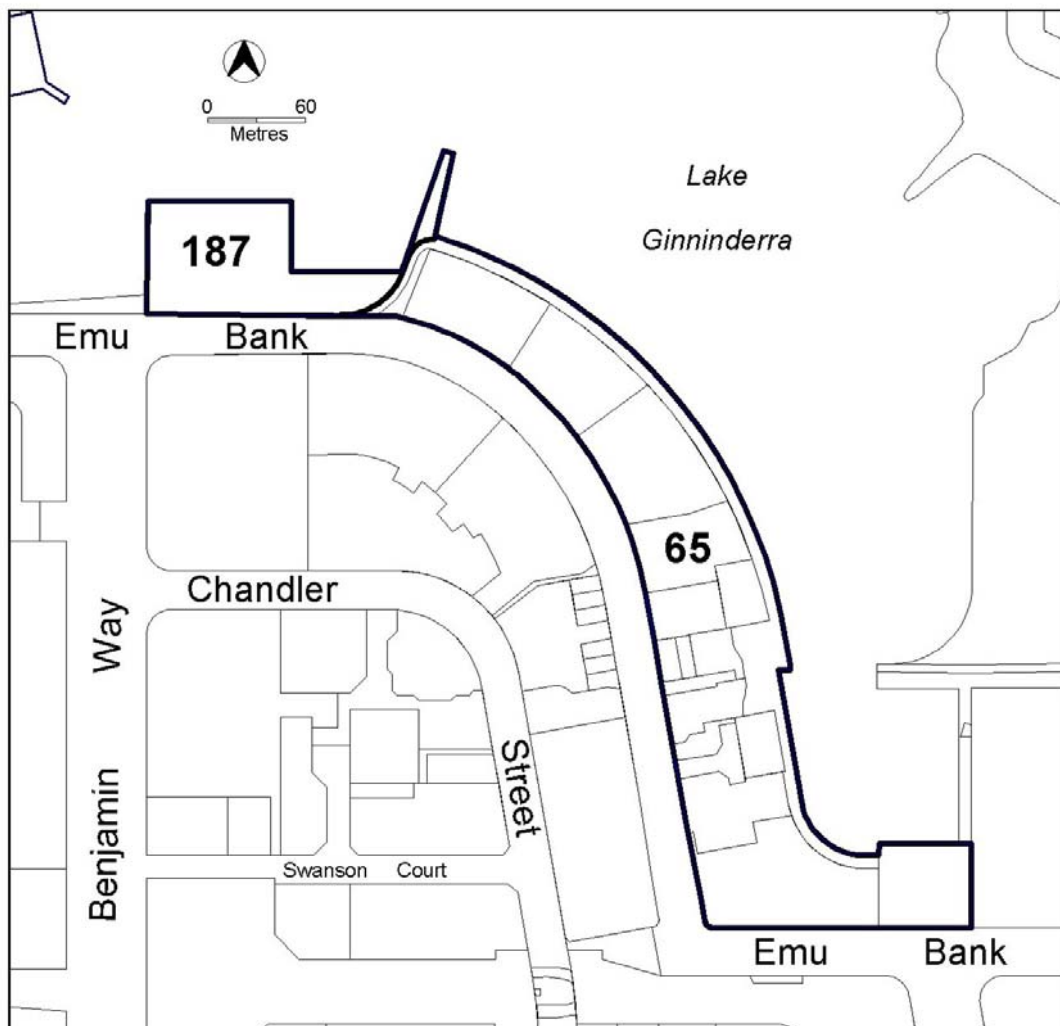 0 60
Metres
Lake
Ginninderra
187
Emu Bank
65
Chandler
Street
Benjamin Way
Swanson Court
Emu Bank